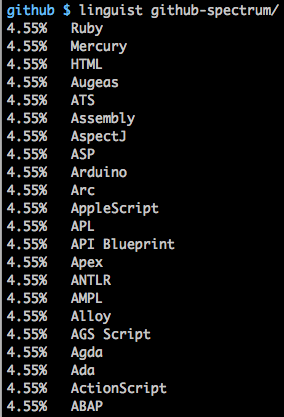 github $ linguist github-spectrum/
4.55% Ruby
4.55% Mercury
4.55% HTML
4.55% Augeas
4.55% ATS
4.55% Assembly
4.55% AspectJ
4.55% ASP
4.55% Arduino
4.55% Arc
4.55% AppleScript
4.55% APL
4.55% API Blueprint
4.55% Apex
4.55% ANTLR
4.55% AMPL
4.55% Alloy
4.55% AGS Script
4.55% Agda
4.55% Ada
4.55% ActionScript
4.55% ABAP